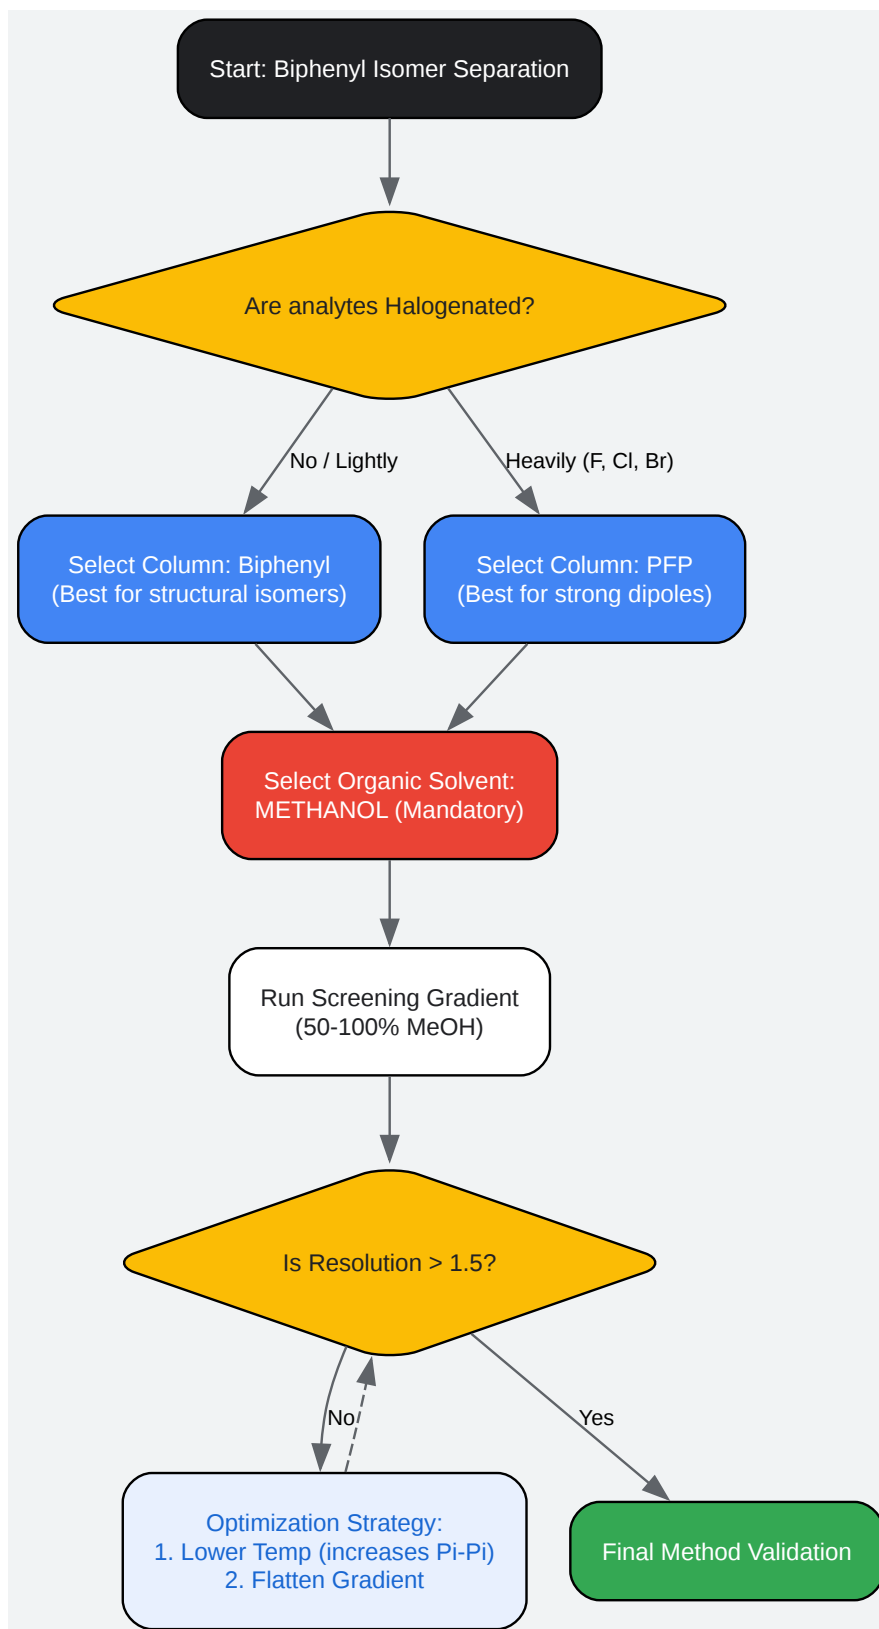 Start: Biphenyl Isomer Separation
Are analytes Halogenated?
No / Lightly
Heavily (F, Cl, Br)
Select Column: Biphenyl
(Best for structural isomers)
Select Column: PFP
(Best for strong dipoles)
Select Organic Solvent:
METHANOL (Mandatory)
Run Screening Gradient
(50-100% MeOH)
Is Resolution > 1.5?
No
Yes
Optimization Strategy:
1. Lower Temp (increases Pi-Pi)
2. Flatten Gradient
Final Method Validation